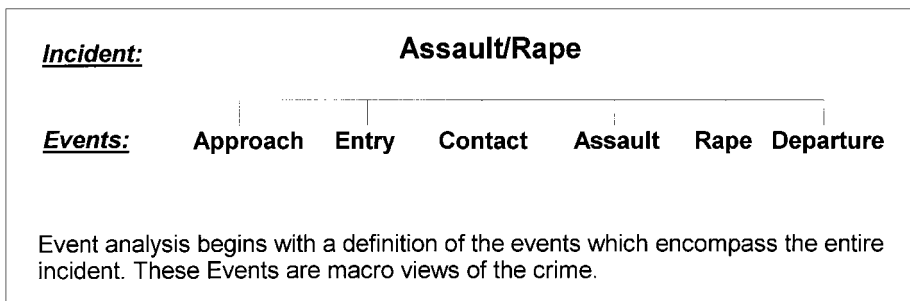 Incident: Assault/Rape
Events: Approach Entry Contact Assault Rape Departure
Event analysis begins with a definition of the events which encompass the entire
incident. These Events are macro views of the crime.